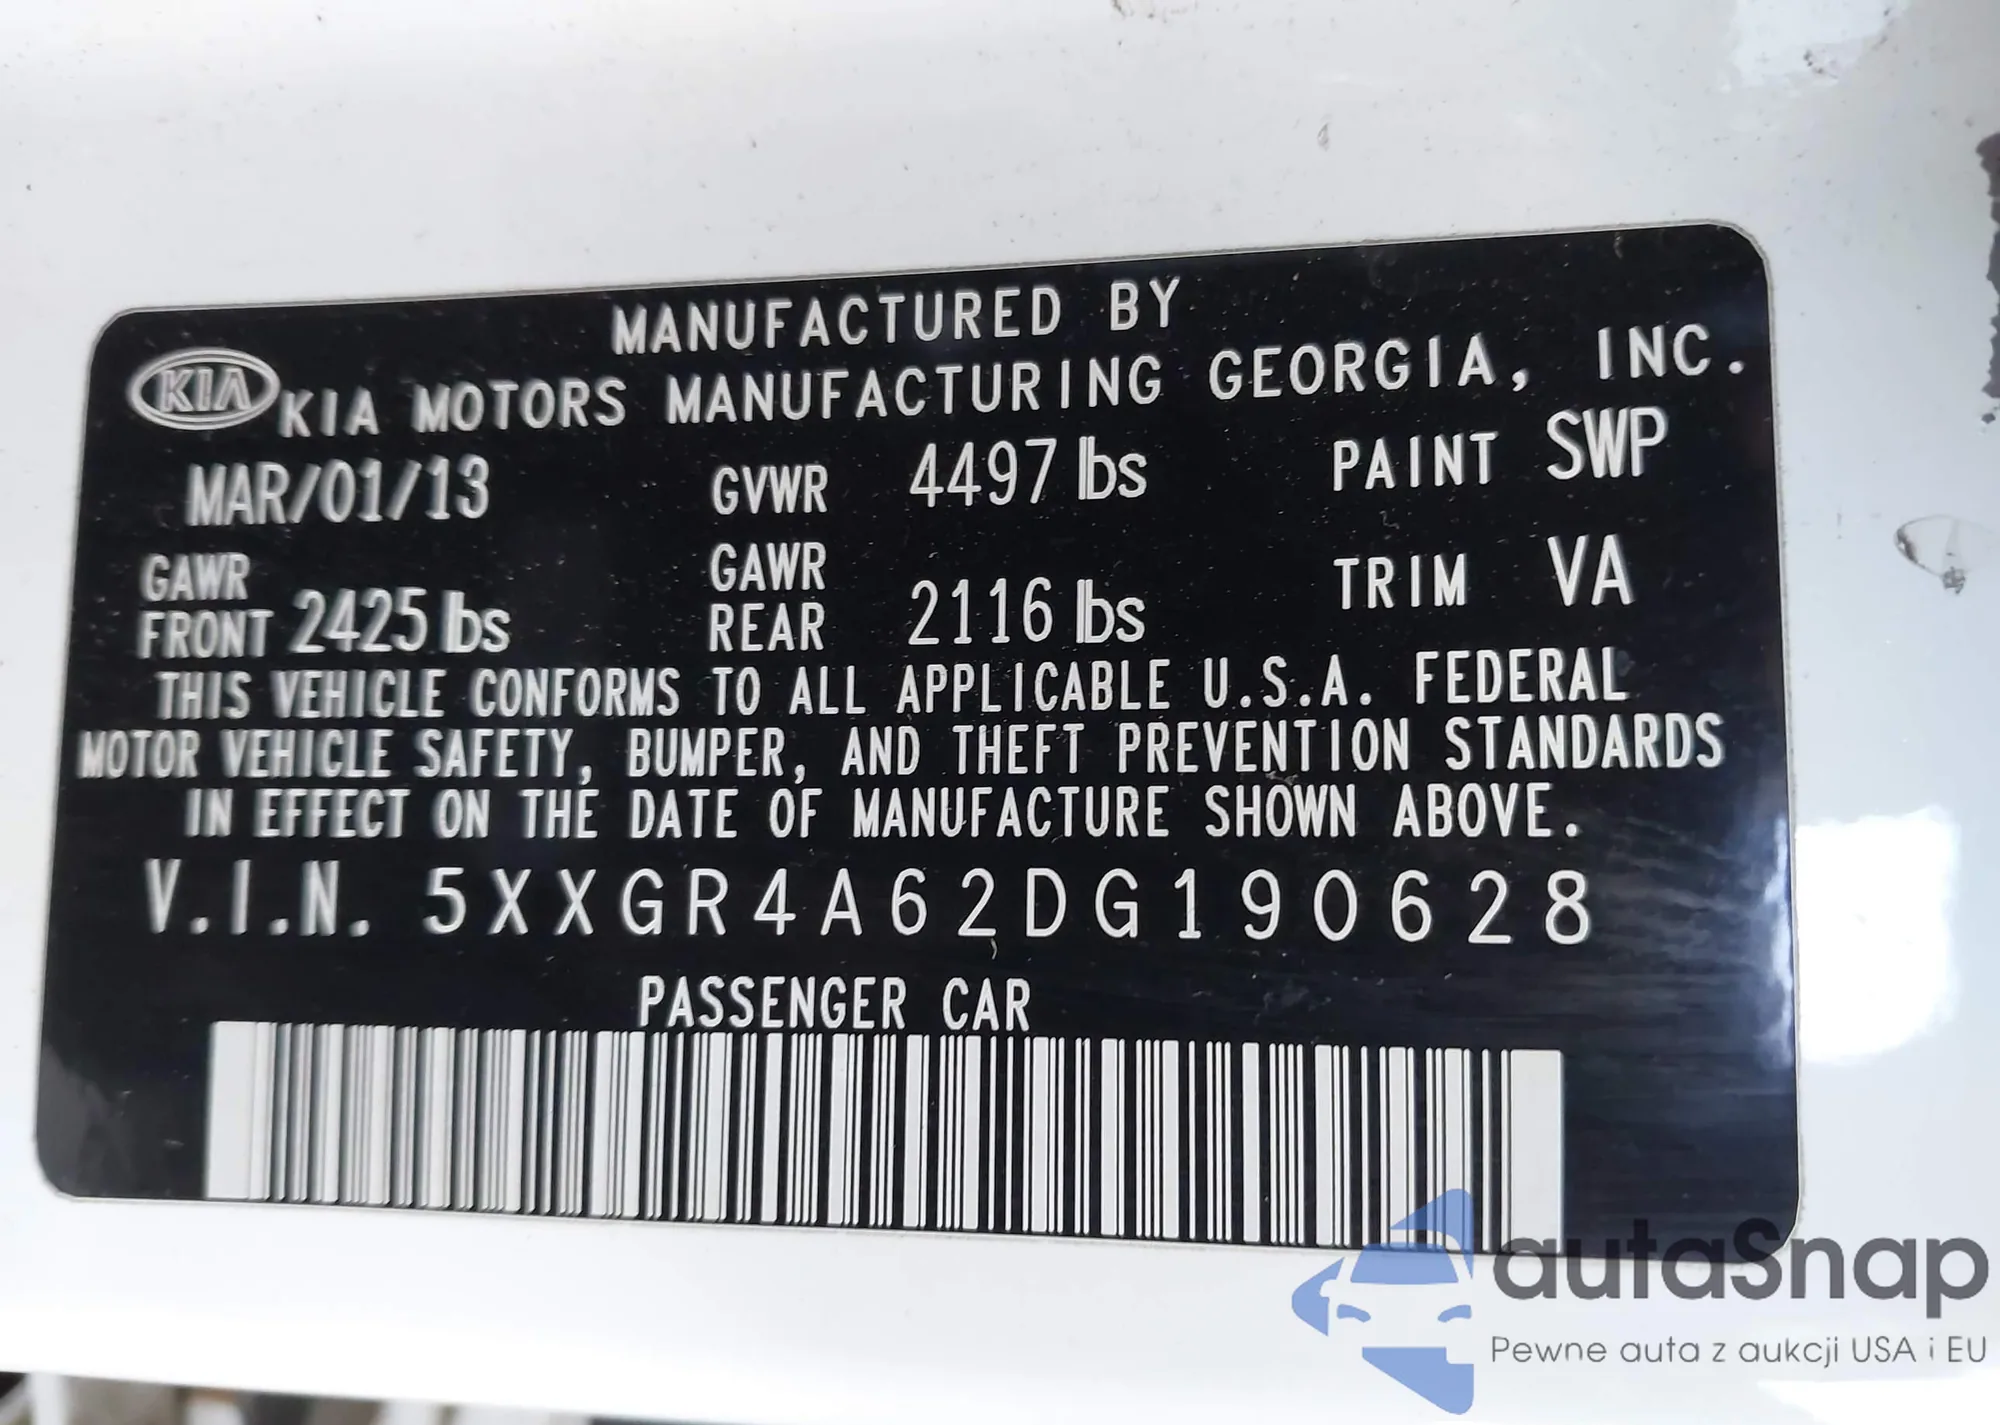 MANUFACTURED BY
KIA KIA MOTORS MANUFACTURING GEORGIA, INC.
MAR/01/13 GVWR 4497 lbs PAINT SWP
GAWR FRONT 2425 lbs GAWR REAR 2116 lbs TRIM VA
THIS VEHICLE CONFORMS TO ALL APPLICABLE U.S.A. FEDERAL
MOTOR VEHICLE SAFETY, BUMPER, AND THEFT PREVENTION STANDARDS
IN EFFECT ON THE DATE OF MANUFACTURE SHOWN ABOVE.
V.I.N. 5XXGR4A62DG190628
PASSENGER CAR
autaSnap
Pewne auta z aukcji USA i EU